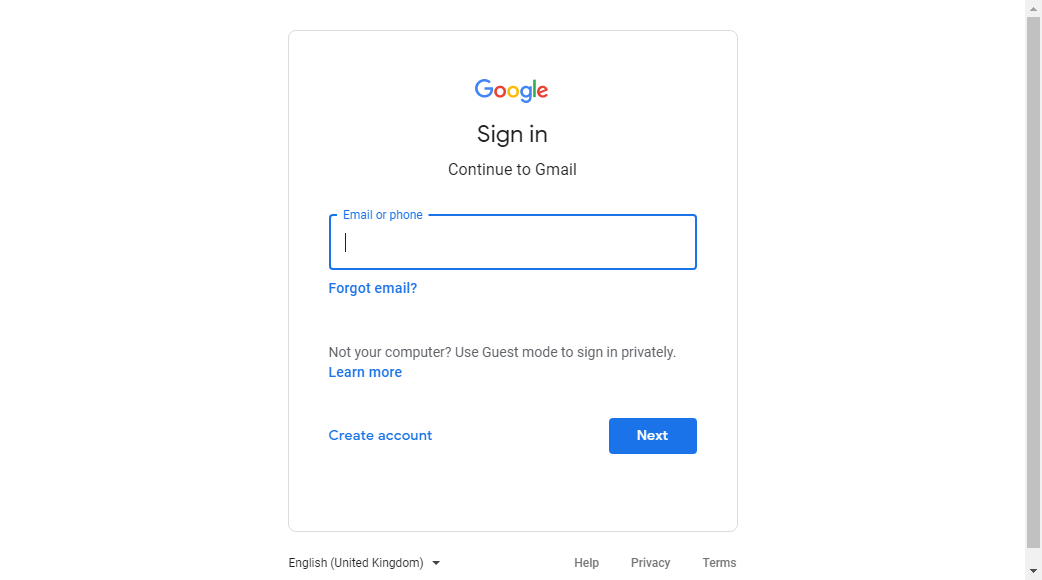 Google
Sign in
Continue to Gmail
Email or phone
Forgot email?
Not your computer? Use Guest mode to sign in privately.
Learn more
Create account
Next
English (United Kingdom)
Help
Privacy
Terms